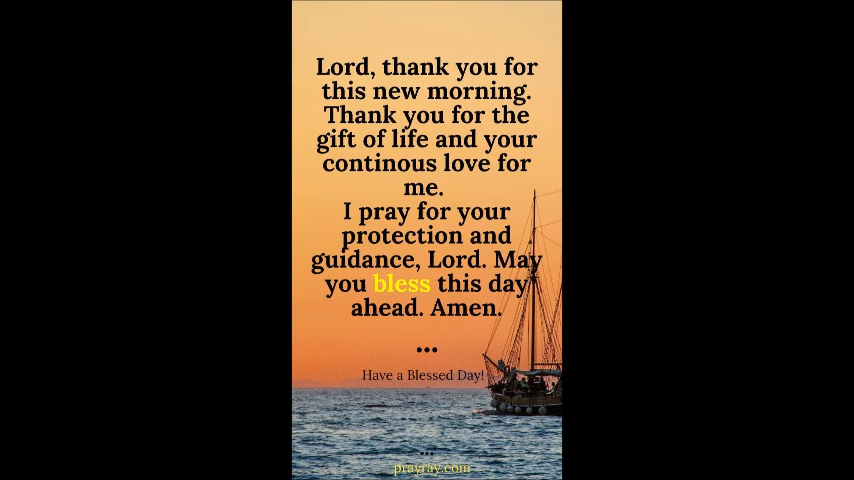 Lord, thank you for
this new morning.
Thank you for the
gift of life and your
continous love for
me.
I pray for your
protection and
guidance, Lord. May
you bless this day
ahead. Amen.
•••
Have a Blessed Day!
•••
prayray.com